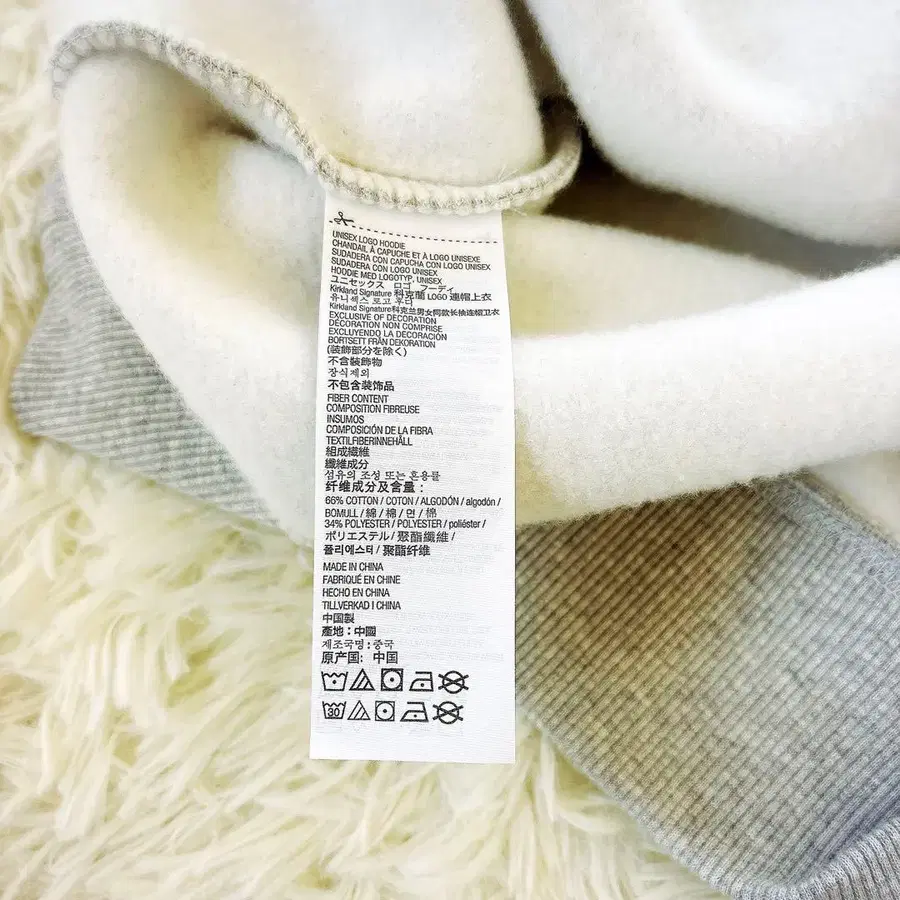 UNISEX LOGO HOODIE
CHANDAIL À CAPUCHE ET À LOGO UNISEXE
SUDADERA CON CAPUCHA CON LOGO UNISEXE
SUDADERA CON LOGO UNISEX
HOODIE MED LOGOTYP, UNISEX
ユニセックス ロゴ フーディ
Kirkland Signature 科克蘭 LOGO 連帽上衣
유니섹스 로고 후디
Kirkland Signature科克兰男女同款长袖连帽卫衣
EXCLUSIVE OF DECORATION
DECORATION NON COMPRISE
EXCLUYENDO LA DECORACIÓN
BORTSETT FRÅN DEKORATION
(装飾部分を除く)
不含裝飾物
장식제외
不包含装饰品
FIBER CONTENT
COMPOSITION FIBREUSE
INSUMOS
COMPOSICIÓN DE LA FIBRA
TEXTILFIBERINNEHÅLL
組成繊維
纖維成分
섬유의 조성 또는 혼용률
纤维成分及含量：
66% COTTON / COTON / ALGODÓN / algodón /
BOMULL / 綿 / 棉 / 면 / 棉
34% POLYESTER / POLYESTER / poliéster /
ポリエステル / 聚酯纖維 /
폴리에스터 / 聚酯纤维
MADE IN CHINA
FABRIQUÉ EN CHINE
HECHO EN CHINA
TILLVERKAD I CHINA
中国製
產地：中國
제조국명 : 중국
原产国：中国
30